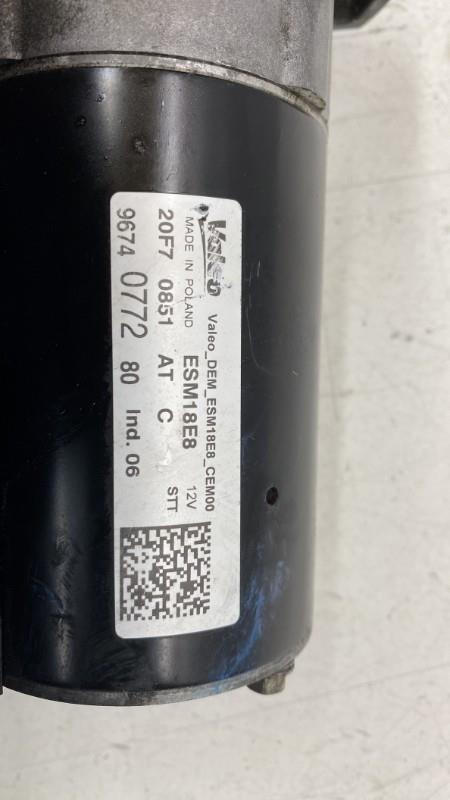 Valeo Valeo_DEM_ESM18E8_CEM00
MADE IN POLAND ESM18E8 12V
20F7 0851 AT C STT
9674 0772 80 Ind. 06